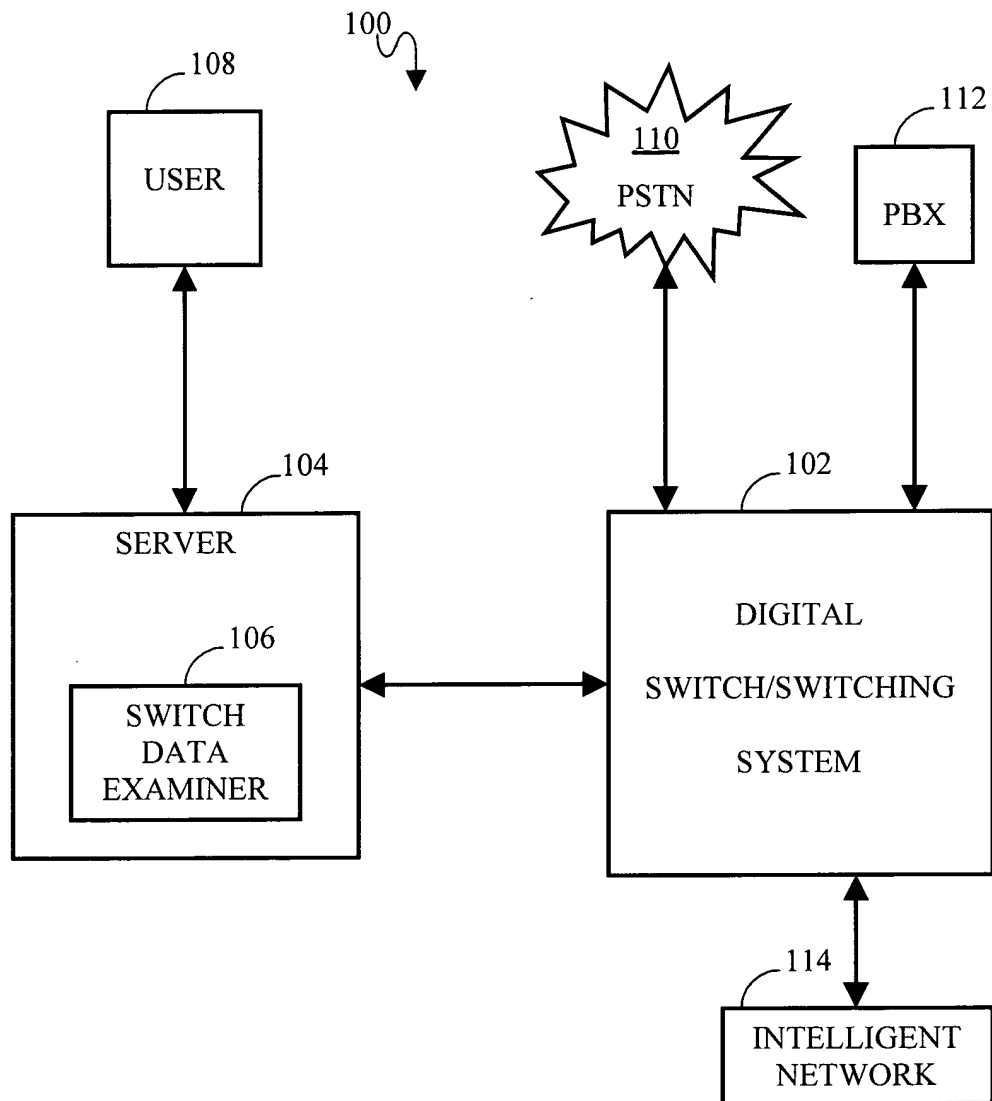 100
108
USER
110
PSTN
112
PBX
104
SERVER
102
DIGITAL
SWITCH/SWITCHING
SYSTEM
106
SWITCH
DATA
EXAMINER
114
INTELLIGENT
NETWORK